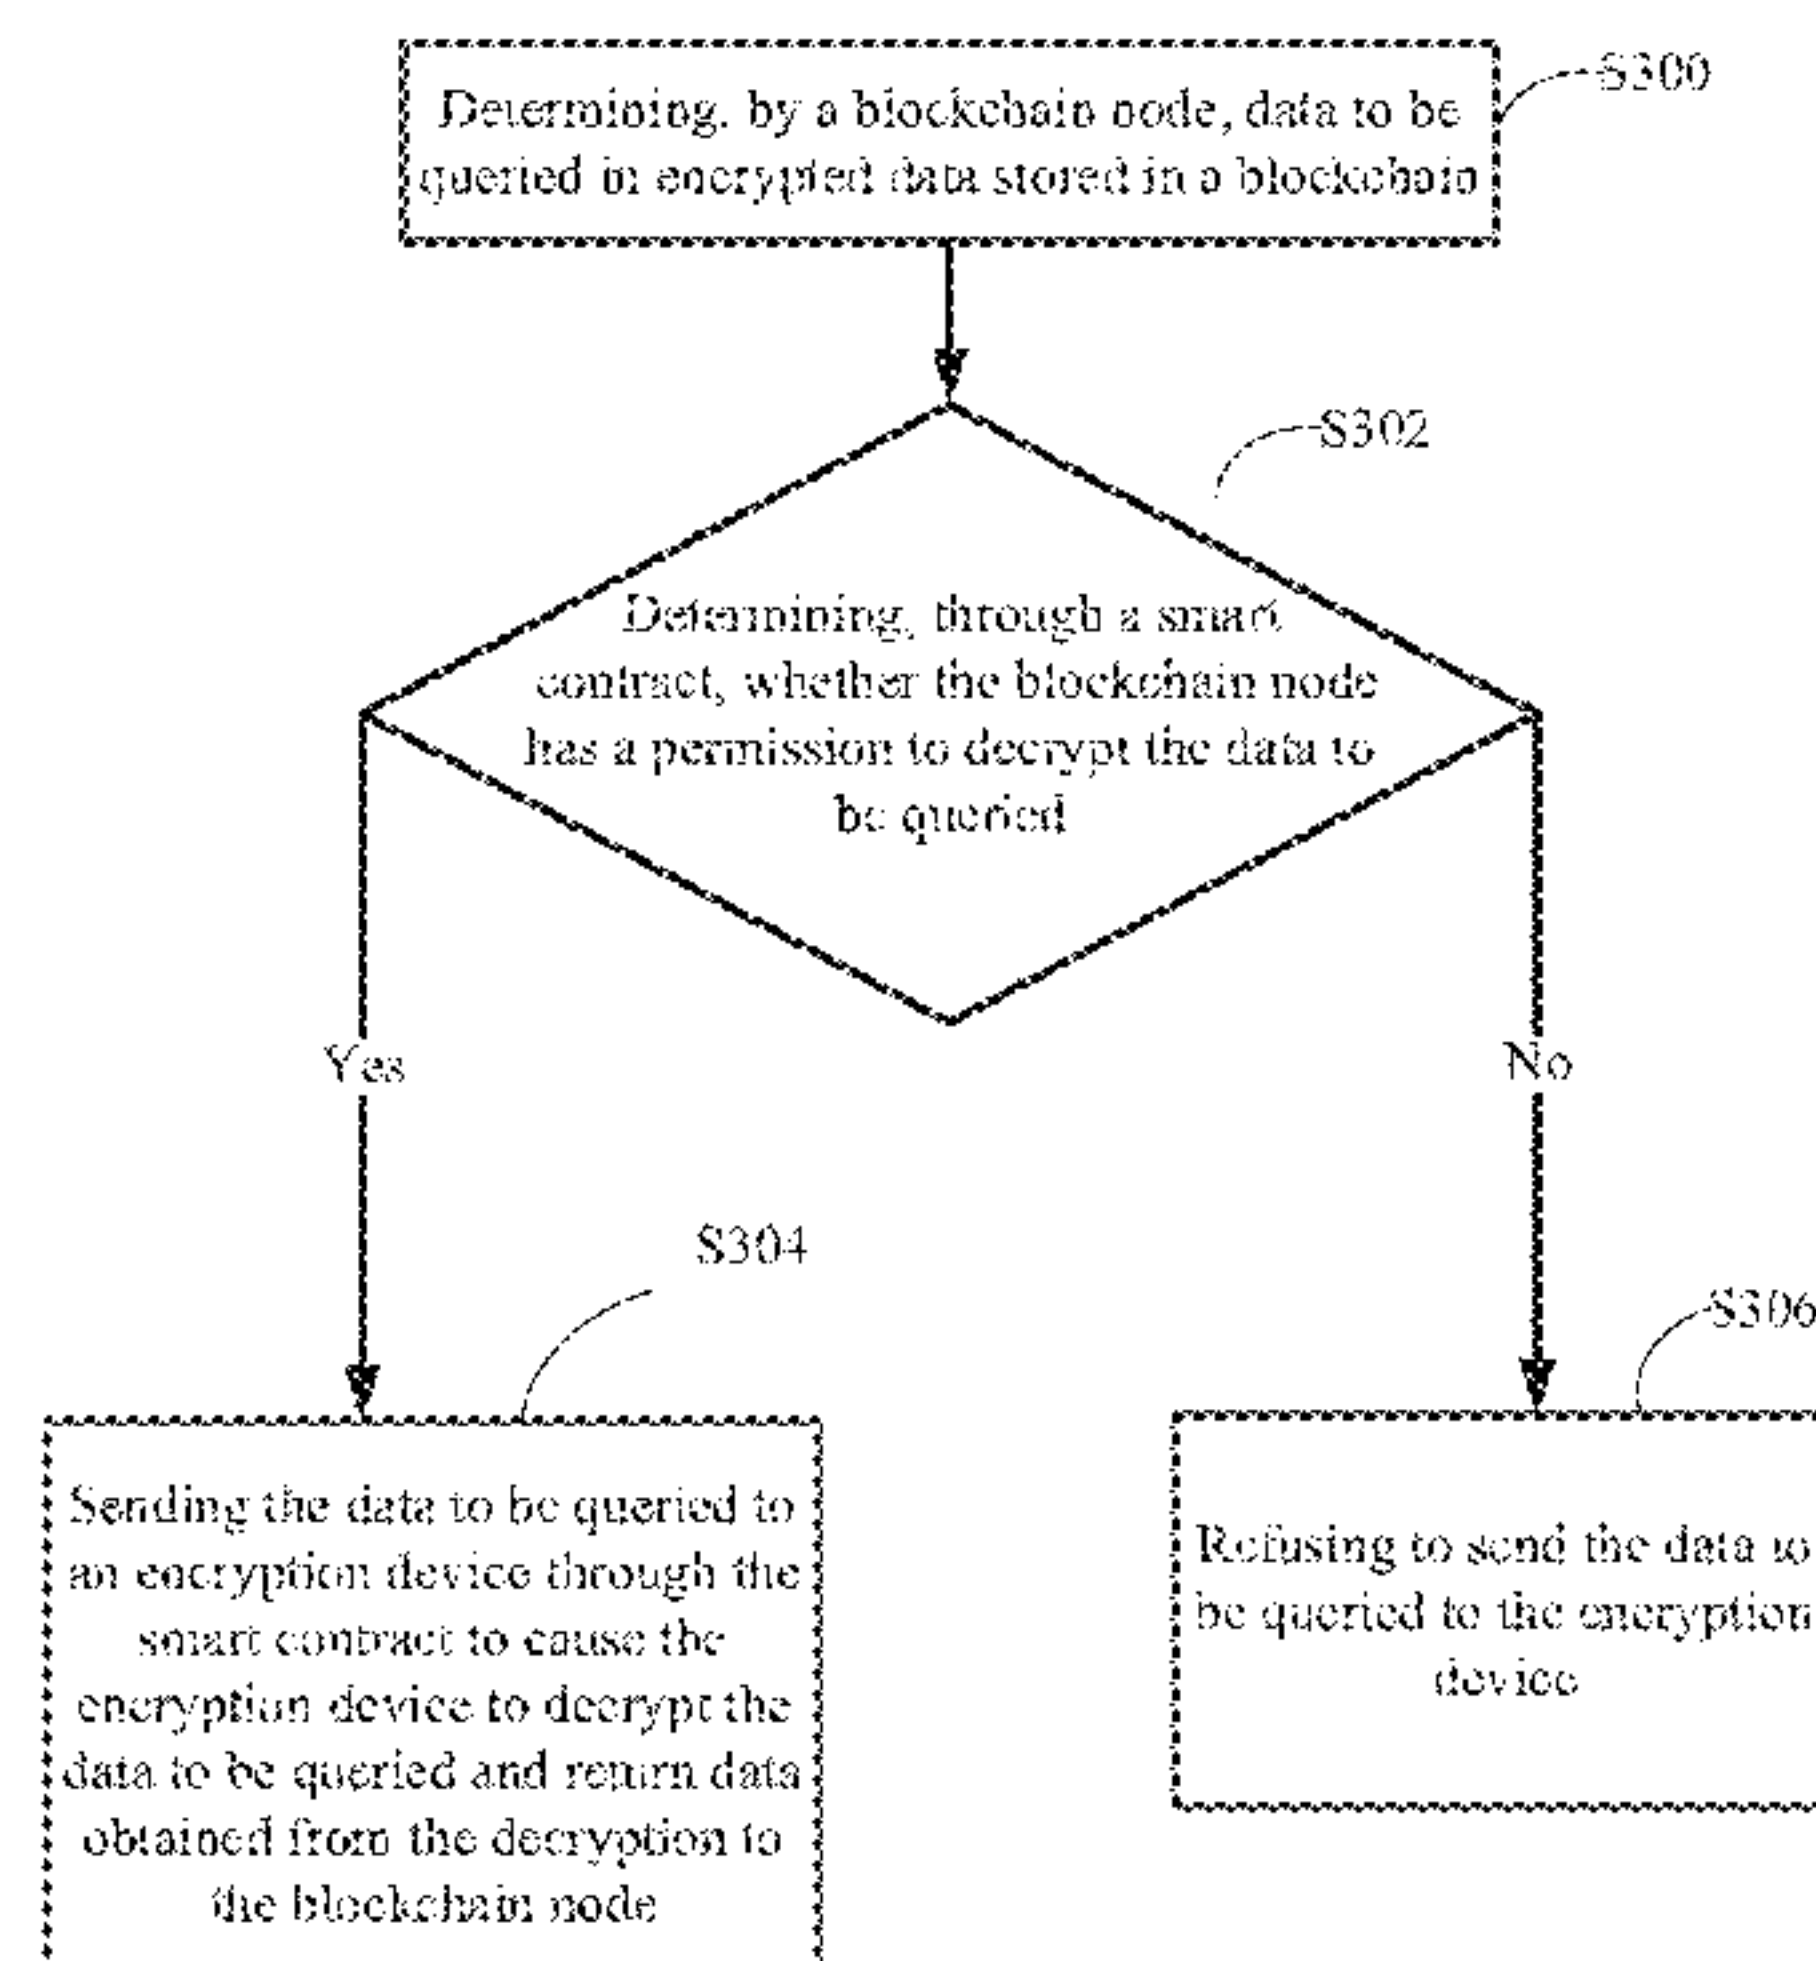 Determining, by a blockchain node, data to be
queried in encrypted data stored in a blockchain
S300
S302
Determining, through a smart
contract, whether the blockchain node
has a permission to decrypt the data to
be queried
Yes
No
S304
S306
Sending the data to be queried to
an encryption device through the
smart contract to cause the
encryption device to decrypt the
data to be queried and return data
obtained from the decryption to
the blockchain node
Refusing to send the data to
be queried to the encryption
device